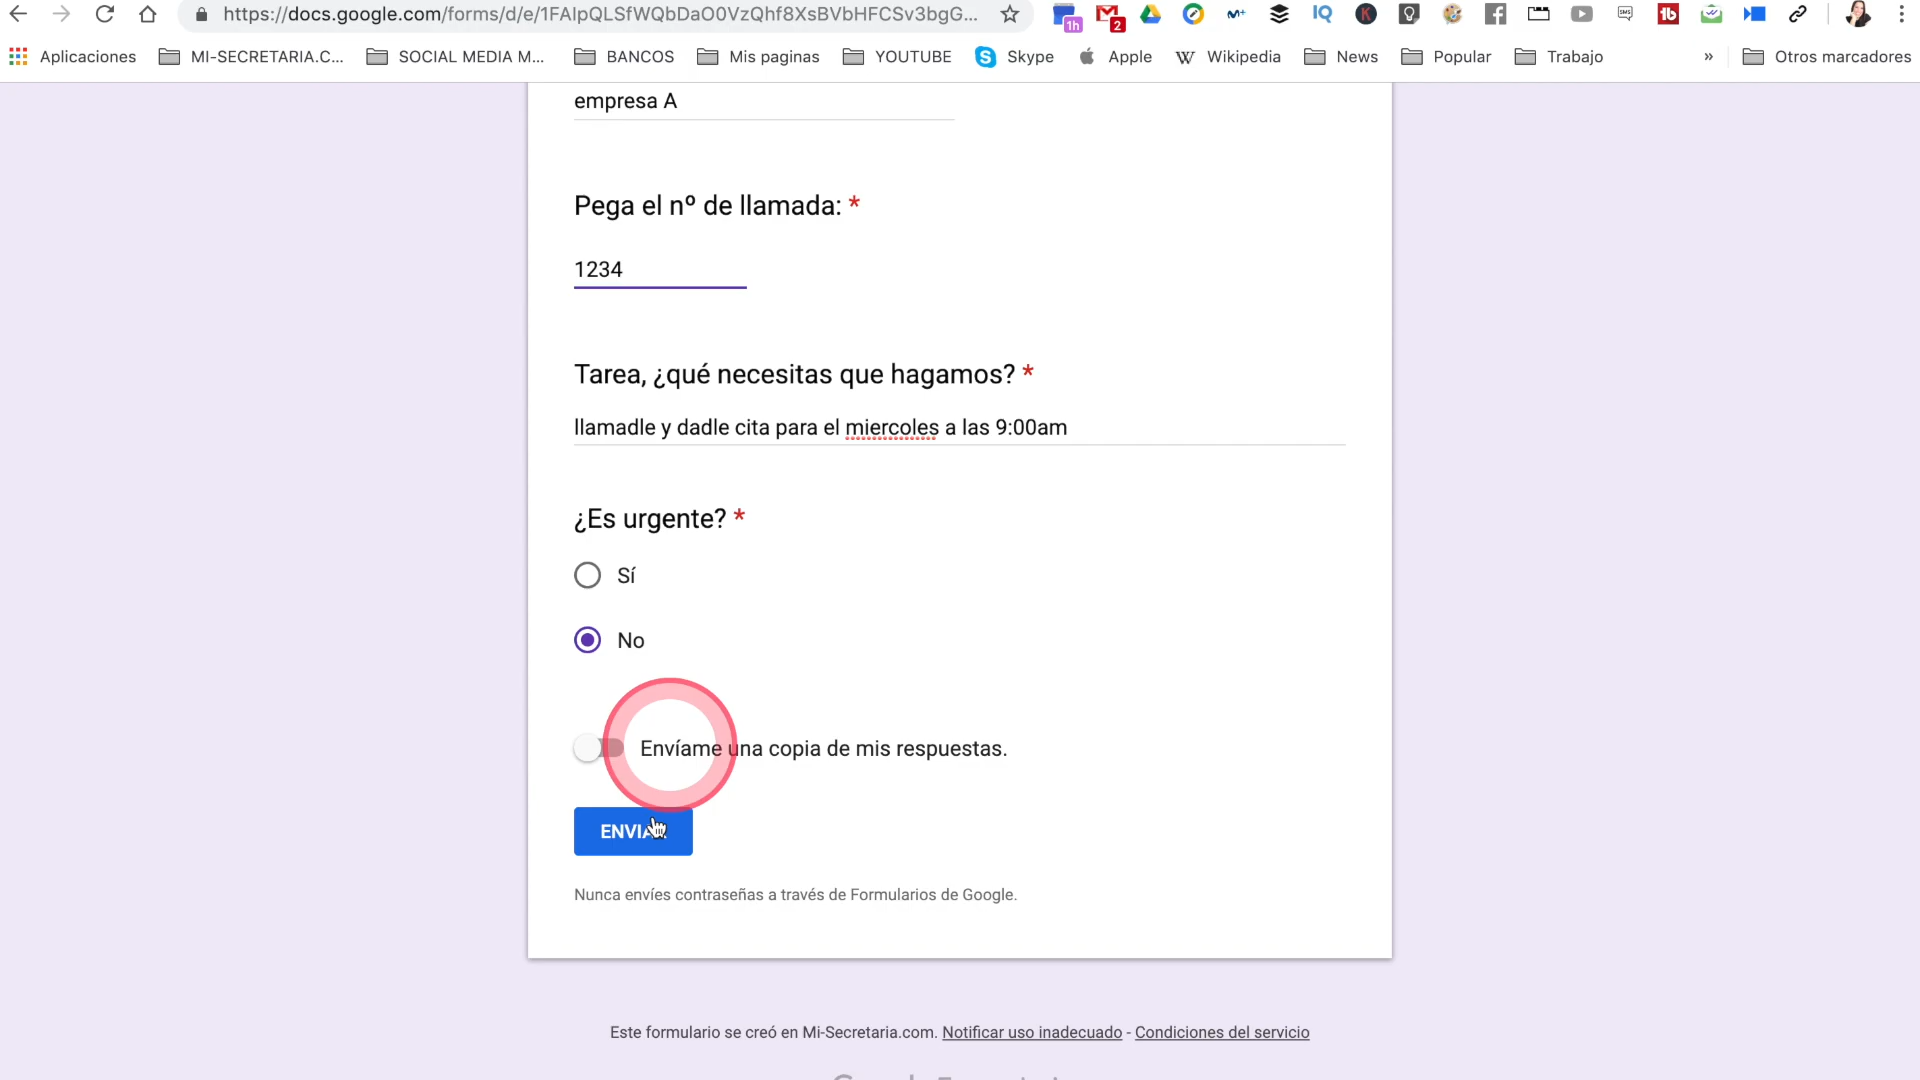 https://docs.google.com/forms/d/e/1FAIpQLSfWQbDaO0VzQhf8XsBVbHFCSv3bgG...
1h
2
IQ
K
SMS
Aplicaciones
MI-SECRETARIA.C...
SOCIAL MEDIA M...
BANCOS
Mis paginas
YOUTUBE
Skype
Apple
Wikipedia
News
Popular
Trabajo
»
Otros marcadores
empresa A
Pega el nº de llamada: *
1234
Tarea, ¿qué necesitas que hagamos? *
llamadle y dadle cita para el miercoles a las 9:00am
¿Es urgente? *
Sí
No
Envíame una copia de mis respuestas.
Nunca envíes contraseñas a través de Formularios de Google.
Este formulario se creó en Mi-Secretaria.com. Notificar uso inadecuado - Condiciones del servicio